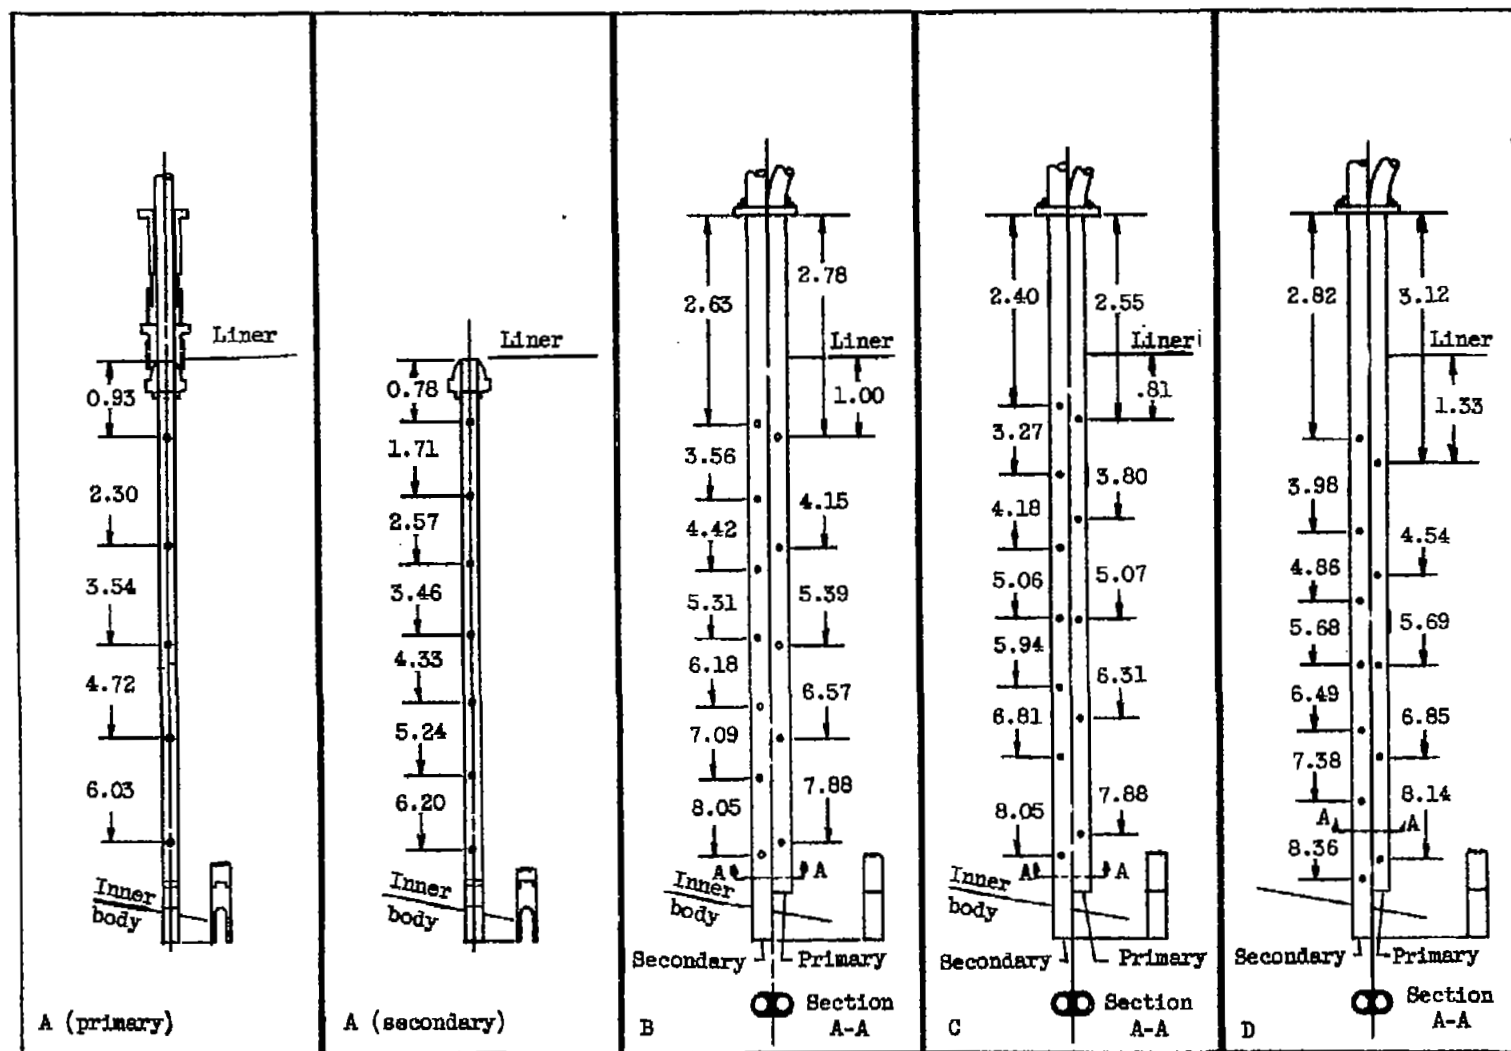 Liner
0.93
2.30
3.54
4.72
6.03
Inner
body
A (primary)
Liner
0.78
1.71
2.57
3.46
4.33
5.24
6.20
Inner
body
A (secondary)
2.63
2.78
Liner
1.00
3.56
4.15
4.42
5.31
5.39
6.18
6.57
7.09
7.88
8.05
A A
Inner
body
Secondary Primary
Section
A-A
B
2.40
2.55
Liner
.81
3.27
3.80
4.18
5.06
5.07
5.94
6.31
6.81
7.88
8.05
A A
Secondary Primary
Section
A-A
C
2.82
3.12
Liner
1.33
3.98
4.54
4.86
5.68
5.69
6.49
6.85
7.38
8.14
A A
8.36
Secondary Primary
Section
A-A
D